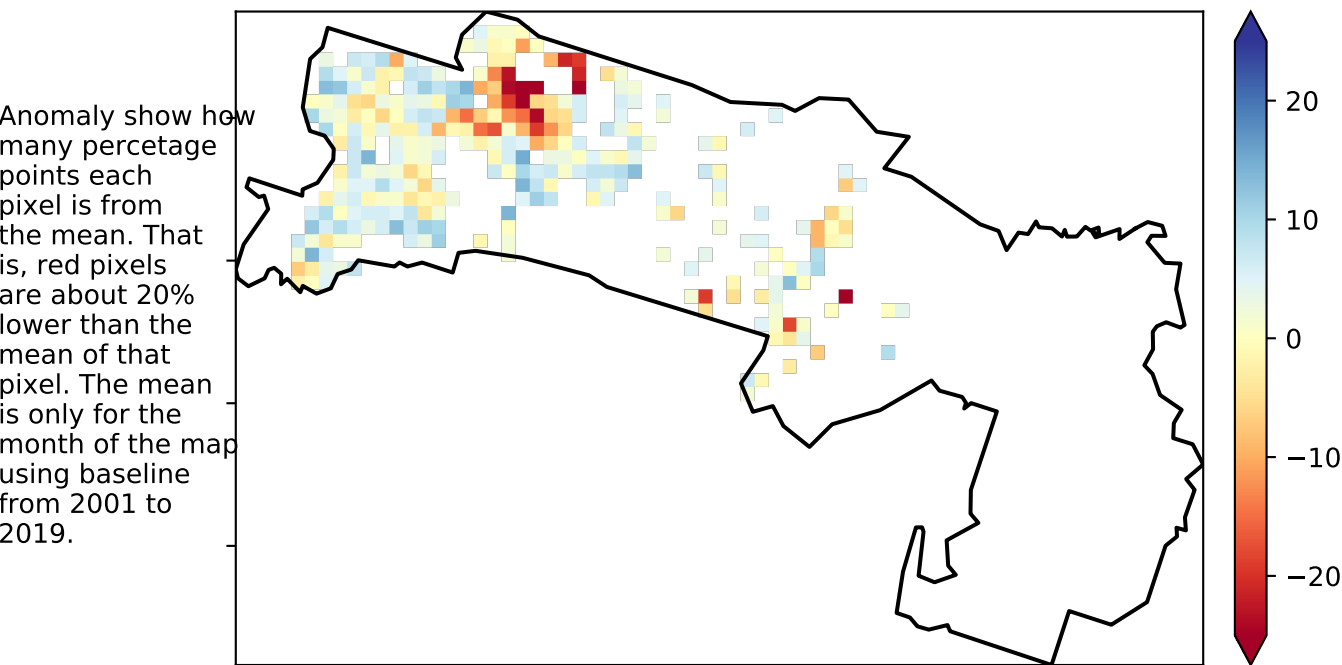 Anomaly show how
many percetage
points each
pixel is from
the mean. That
is, red pixels
are about 20%
lower than the
mean of that
pixel. The mean
is only for the
month of the map
using baseline
from 2001 to
2019.
20
10
0
−10
−20